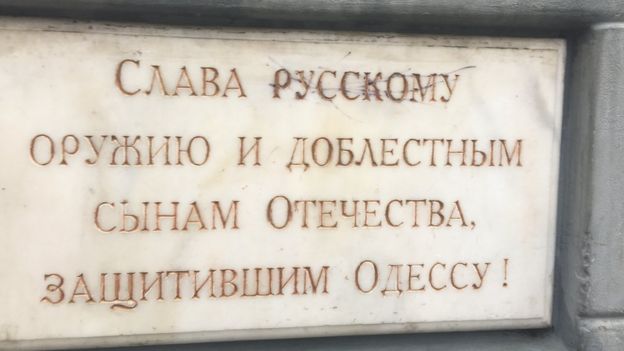 СЛАВА РУССКОМУ
ОРУЖИЮ И ДОБЛЕСТНЫМ
СЫНАМ ОТЕЧЕСТВА,
ЗАЩИТИВШИМ ОДЕССУ!